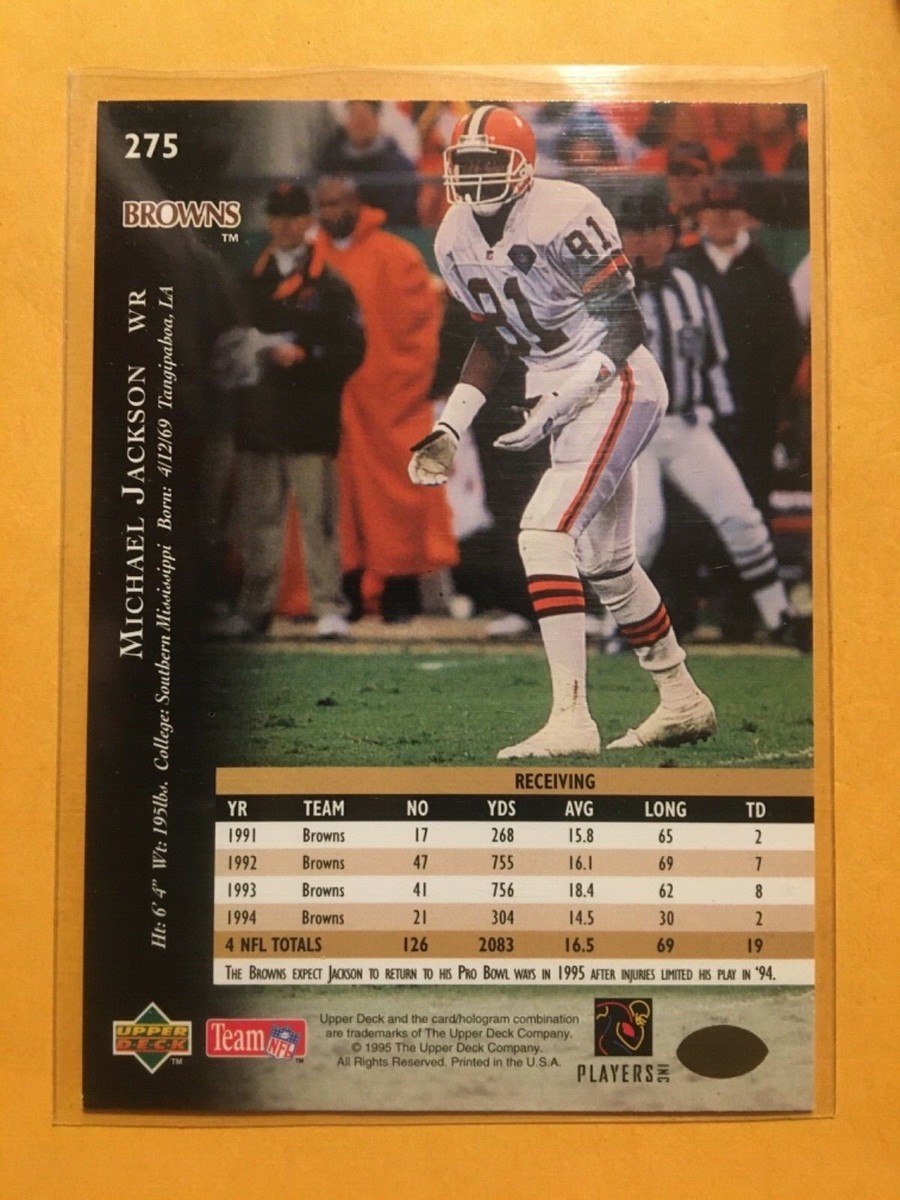 275
BROWNS
TM
MICHAEL JACKSON WR
Ht: 6' 4" Wt: 195lbs. College: Southern Mississippi Born: 4/12/69 Tangipahoa, LA
81
81
RECEIVING
YR TEAM NO YDS AVG LONG TD
1991 Browns 17 268 15.8 65 2
1992 Browns 47 755 16.1 69 7
1993 Browns 41 756 18.4 62 8
1994 Browns 21 304 14.5 30 2
4 NFL TOTALS 126 2083 16.5 69 19
THE BROWNS EXPECT JACKSON TO RETURN TO HIS PRO BOWL WAYS IN 1995 AFTER INJURIES LIMITED HIS PLAY IN '94.
UPPER
DECK
TM
Team NFL
TM
Upper Deck and the card/hologram combination
are trademarks of The Upper Deck Company.
© 1995 The Upper Deck Company.
All Rights Reserved. Printed in the U.S.A.
PLAYERS INC